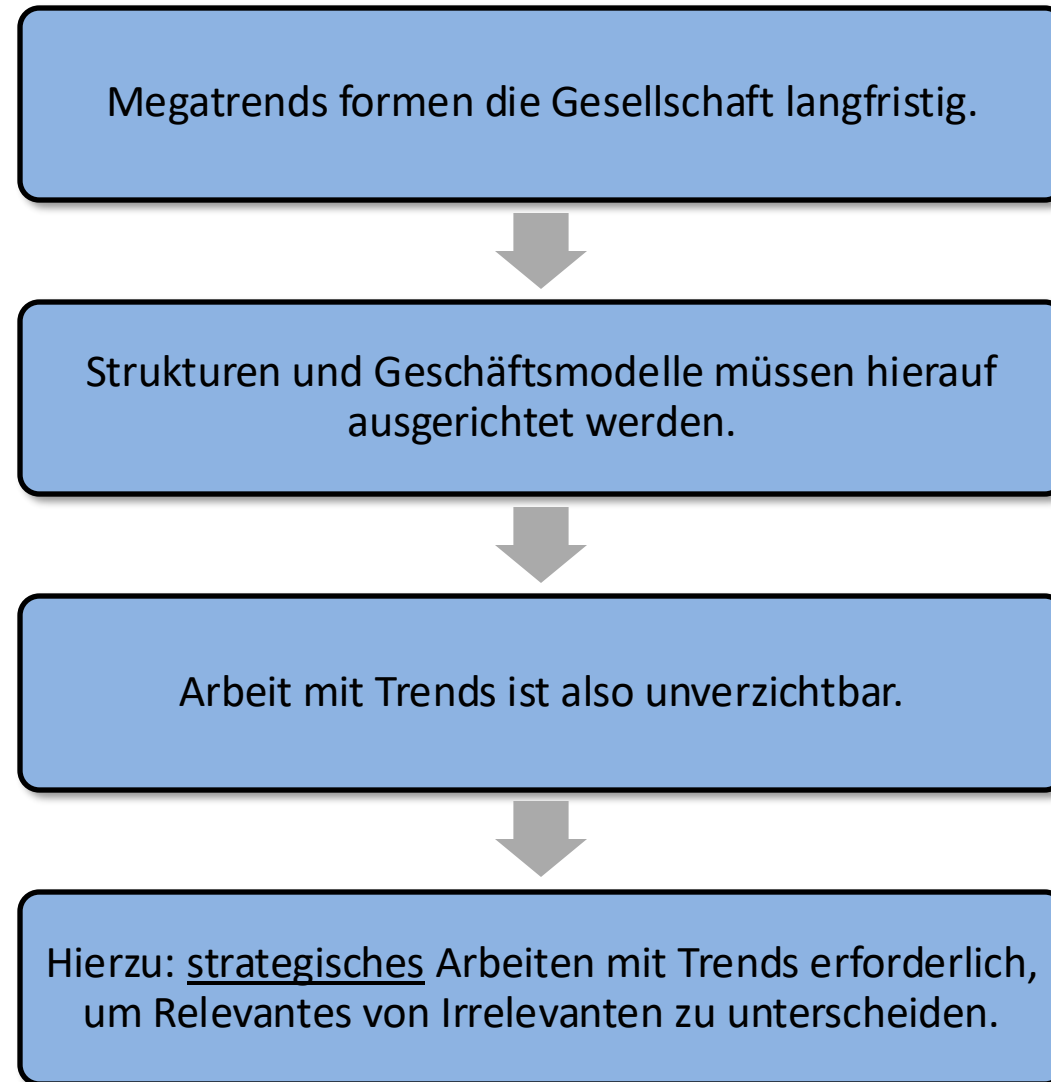 Megatrends formen die Gesellschaft langfristig.
Strukturen und Geschäftsmodelle müssen hierauf
ausgerichtet werden.
Arbeit mit Trends ist also unverzichtbar.
Hierzu: strategisches Arbeiten mit Trends erforderlich,
um Relevantes von Irrelevanten zu unterscheiden.